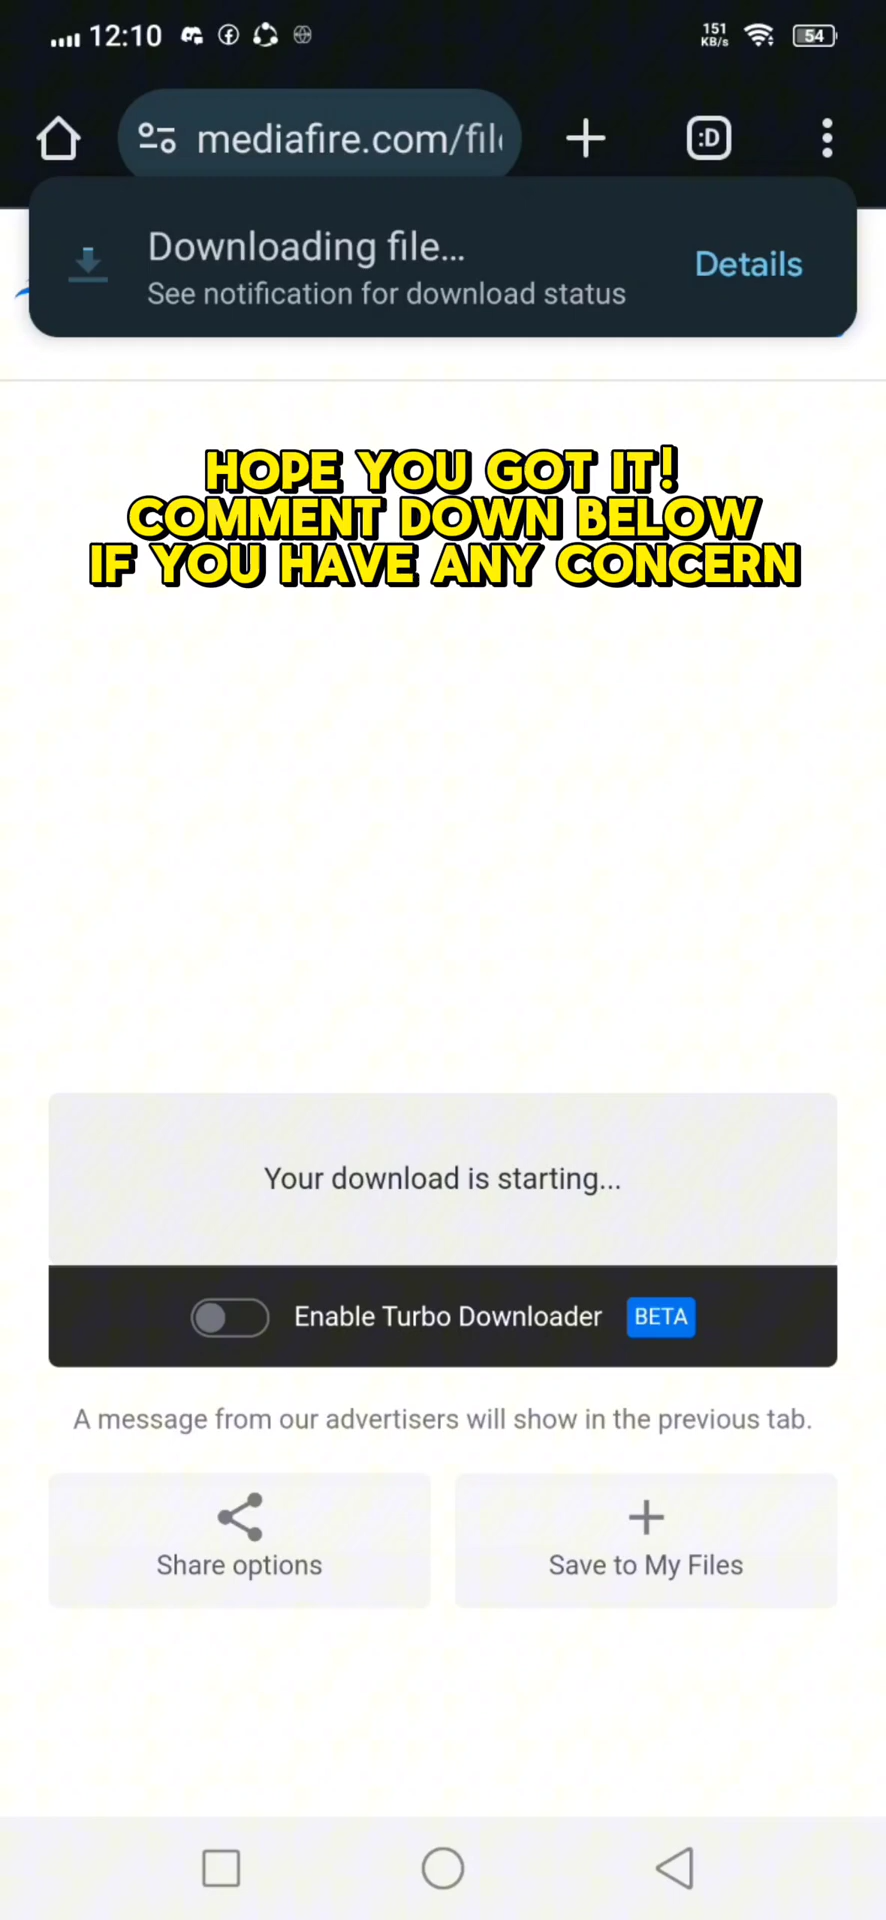 12:10
151
KB/s
54
mediafire.com/fil
:D
Downloading file...
See notification for download status
Details
HOPE YOU GOT IT!
COMMENT DOWN BELOW
IF YOU HAVE ANY CONCERN
Your download is starting...
Enable Turbo Downloader
BETA
A message from our advertisers will show in the previous tab.
Share options
Save to My Files